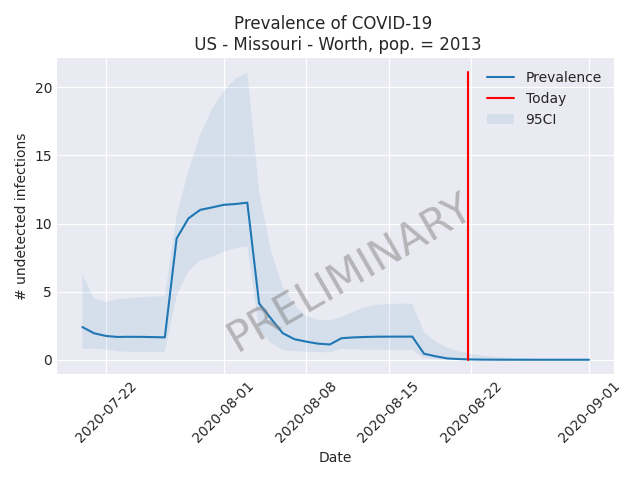 Prevalence of COVID-19
US - Missouri - Worth, pop. = 2013
# undetected infections
20
15
10
5
0
Prevalence
Today
95CI
PRELIMINARY
2020-07-22
2020-08-01
2020-08-08
2020-08-15
2020-08-22
2020-09-01
Date